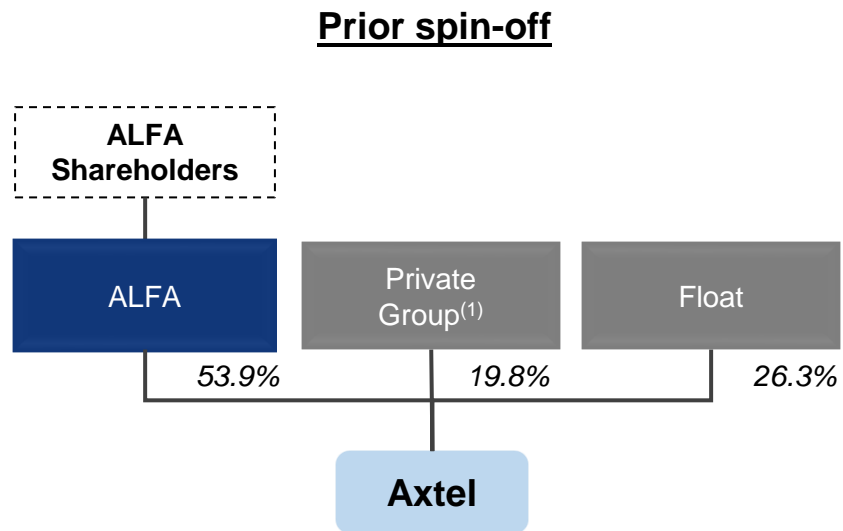 Prior spin-off
ALFA
Shareholders
ALFA
Private
Group(1)
Float
53.9%
19.8%
26.3%
Axtel